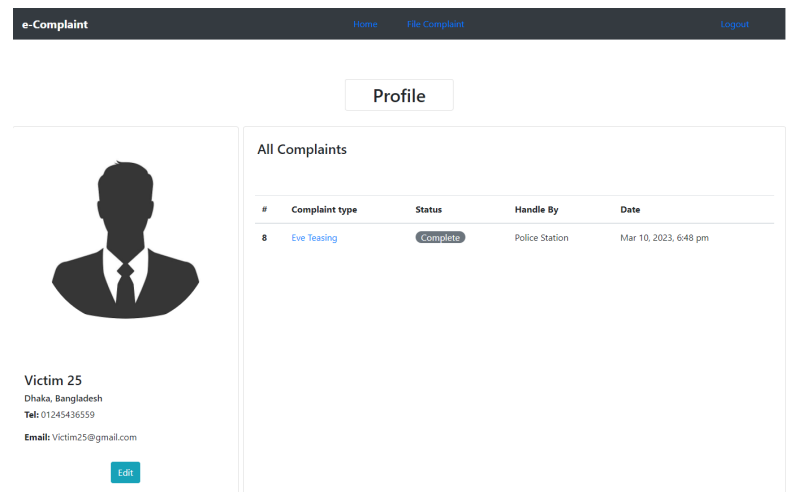 e-Complaint Home File Complaint Logout
Profile
All Complaints
# Complaint type Status Handle By Date
8 Eve Teasing Complete Police Station Mar 10, 2023, 6:48 pm
Victim 25
Dhaka, Bangladesh
Tel: 01245436559
Email: Victim25@gmail.com
Edit